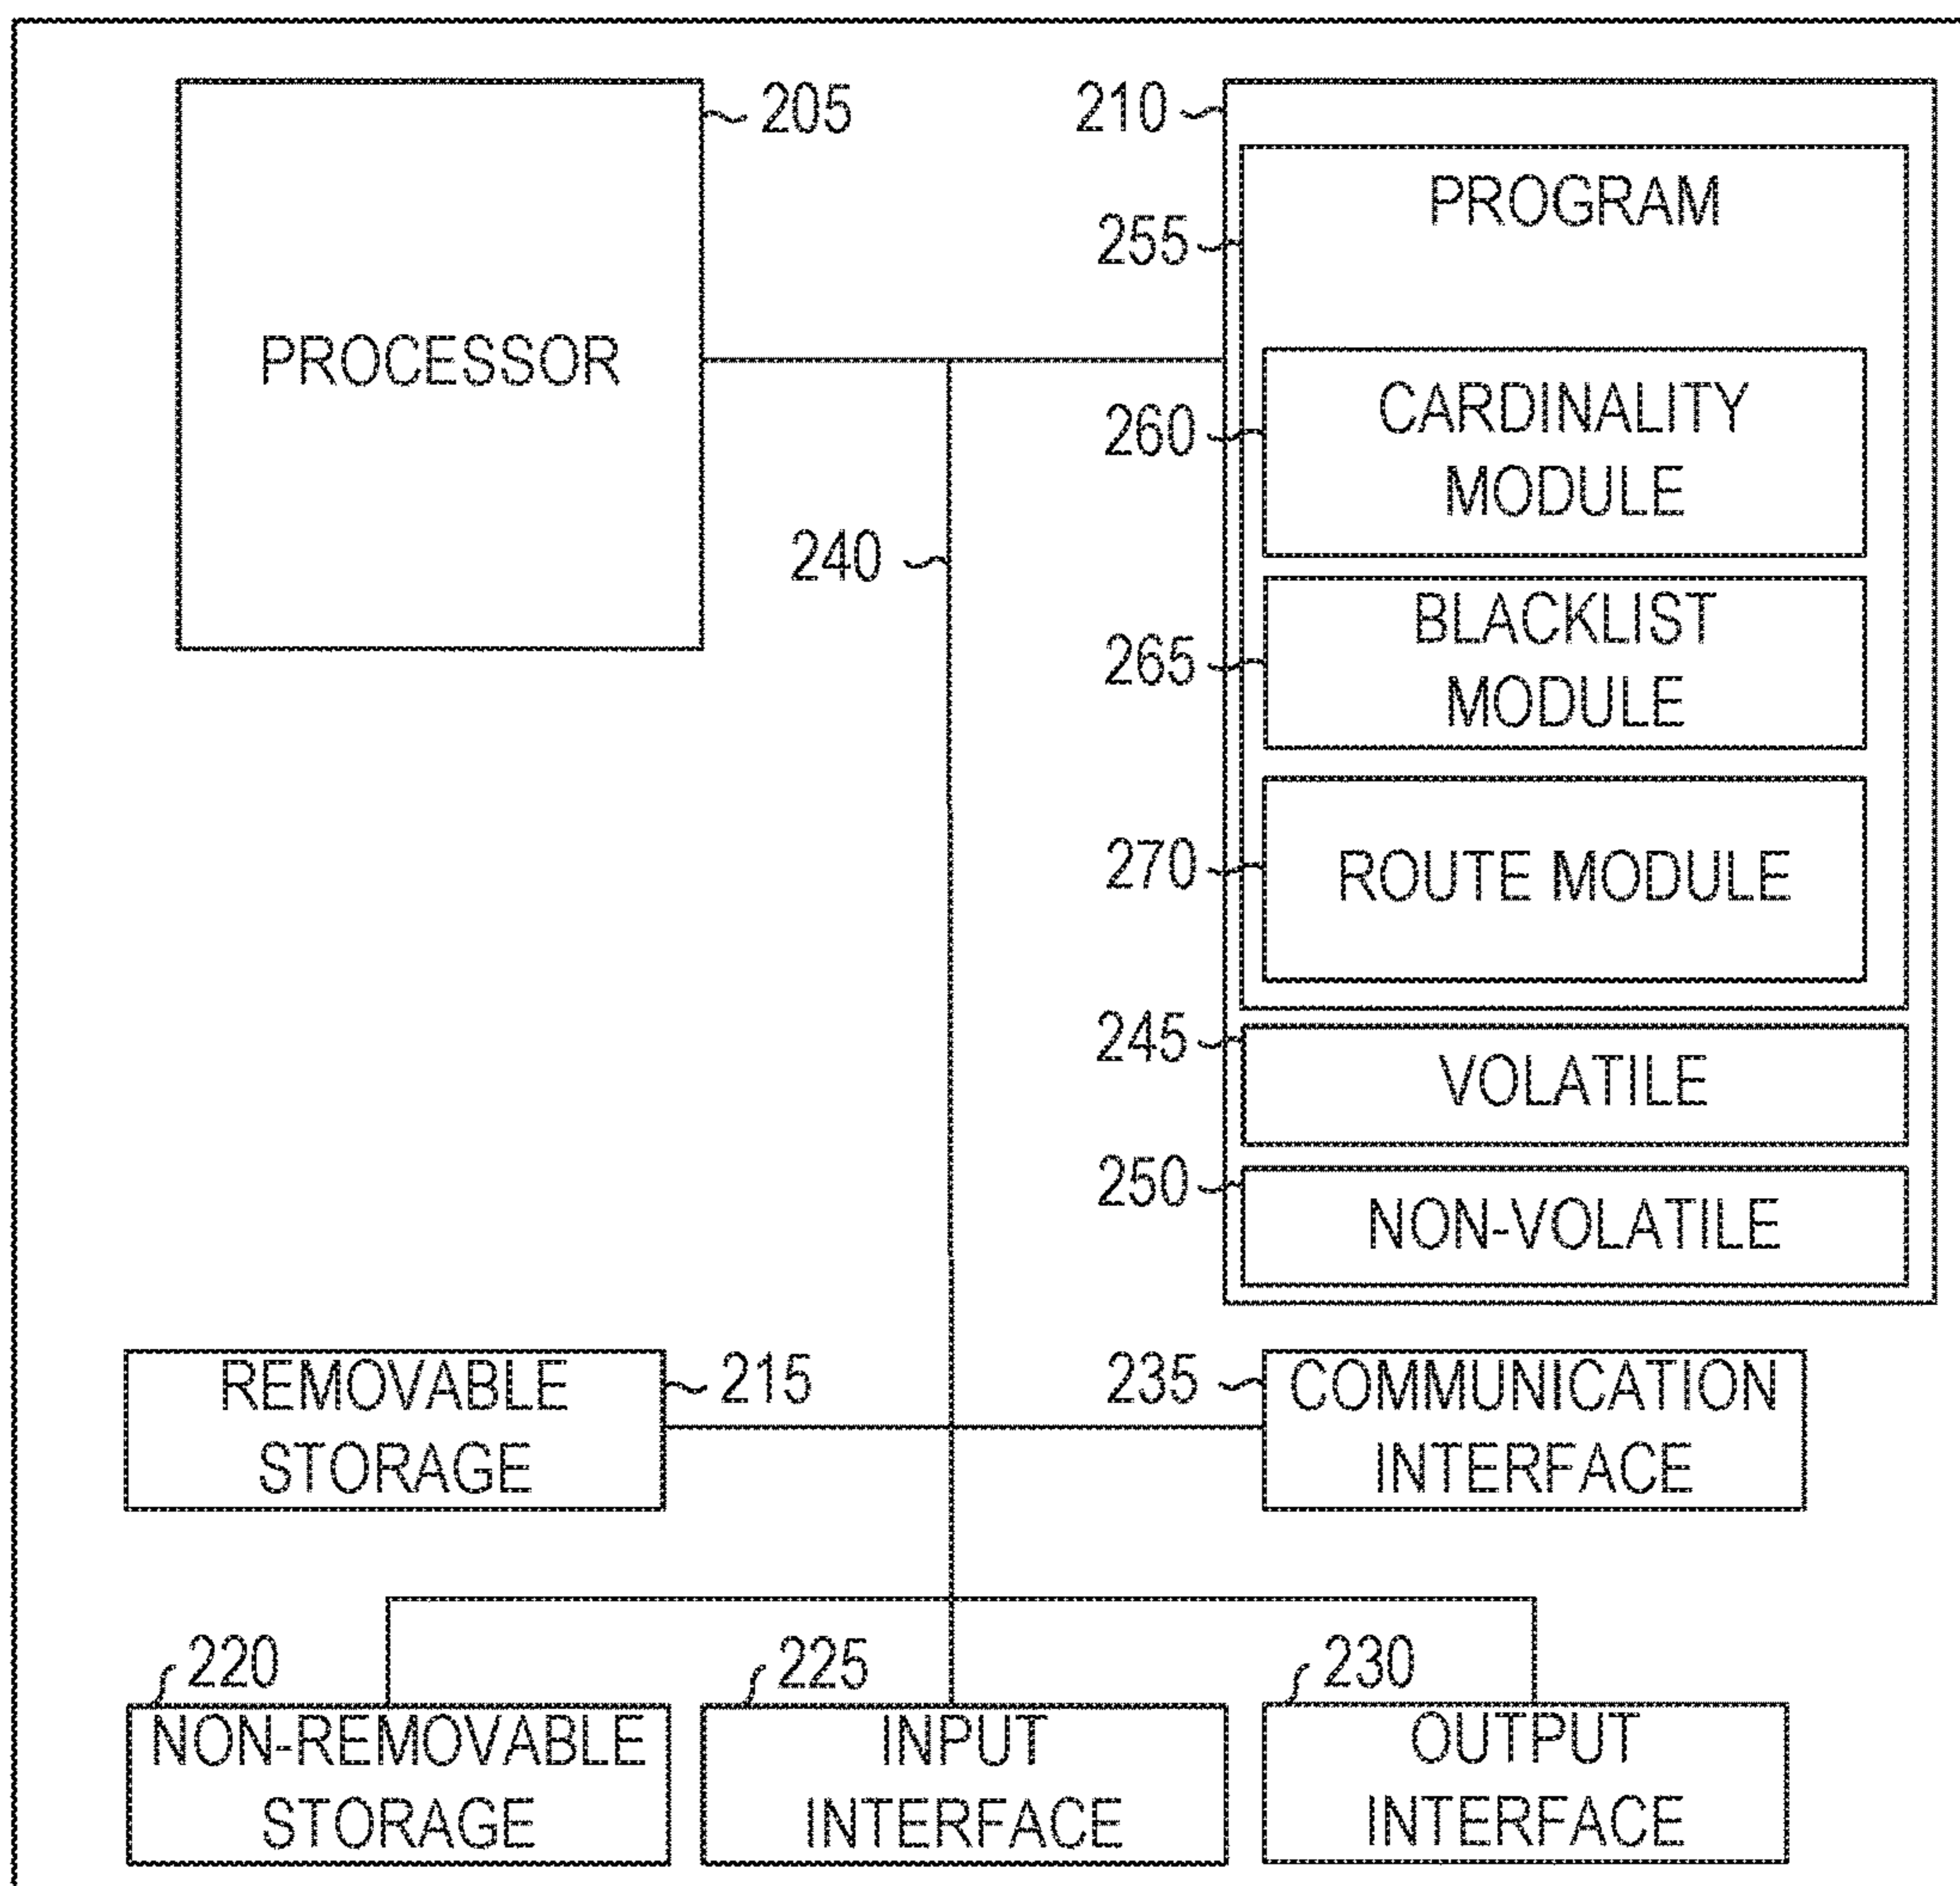 205
210
PROGRAM
255
PROCESSOR
CARDINALITY
MODULE
260
240
BLACKLIST
MODULE
265
270
ROUTE MODULE
245
VOLATILE
250
NON-VOLATILE
REMOVABLE
STORAGE
215
235
COMMUNICATION
INTERFACE
220
NON-REMOVABLE
STORAGE
225
INPUT
INTERFACE
230
OUTPUT
INTERFACE